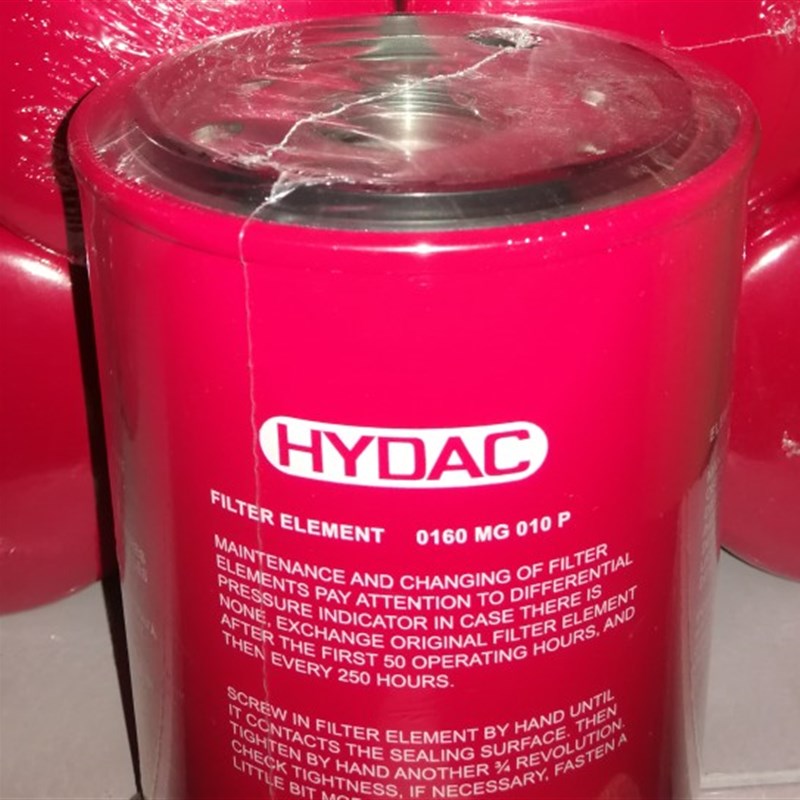 HYDAC
FILTER ELEMENT 0160 MG 010 P
MAINTENANCE AND CHANGING OF FILTER
ELEMENTS PAY ATTENTION TO DIFFERENTIAL
PRESSURE INDICATOR IN CASE THERE IS
NONE, EXCHANGE ORIGINAL FILTER ELEMENT
AFTER THE FIRST 50 OPERATING HOURS, AND
THEN EVERY 250 HOURS.
SCREW IN FILTER ELEMENT BY HAND UNTIL
IT CONTACTS THE SEALING SURFACE. THEN
TIGHTEN BY HAND ANOTHER ¾ REVOLUTION.
CHECK TIGHTNESS, IF NECESSARY, FASTEN A
LITTLE BIT